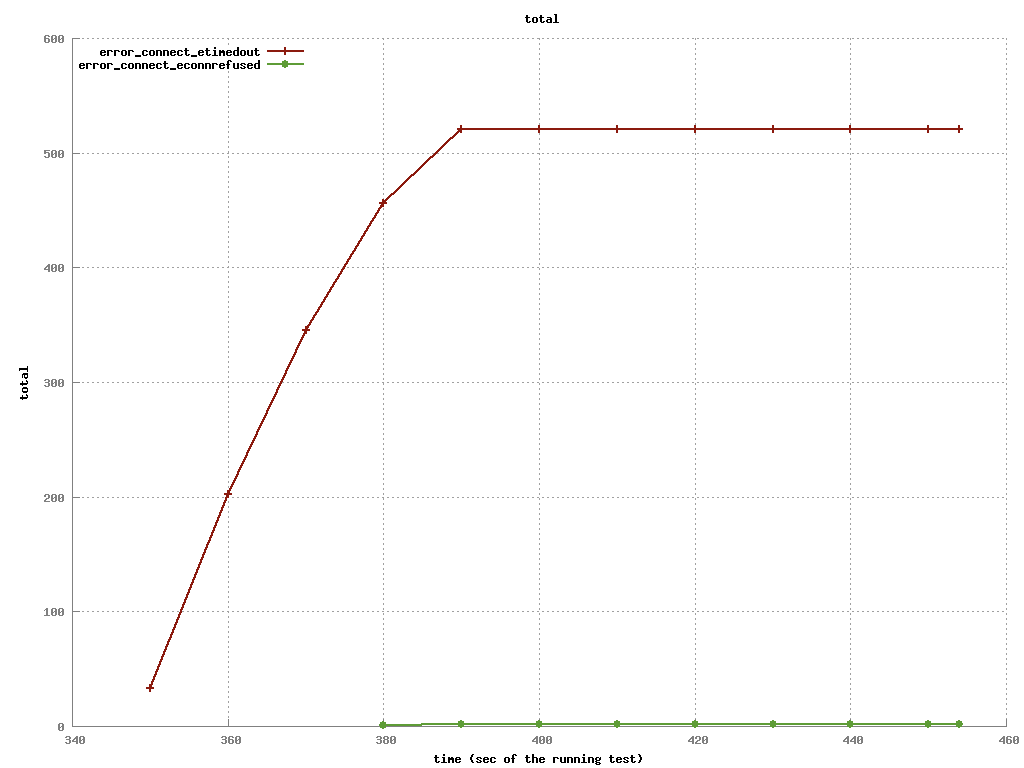 total
600
error_connect_etimedout
error_connect_econnrefused
500
400
300
total
200
100
0
340 360 380 400 420 440 460
time (sec of the running test)